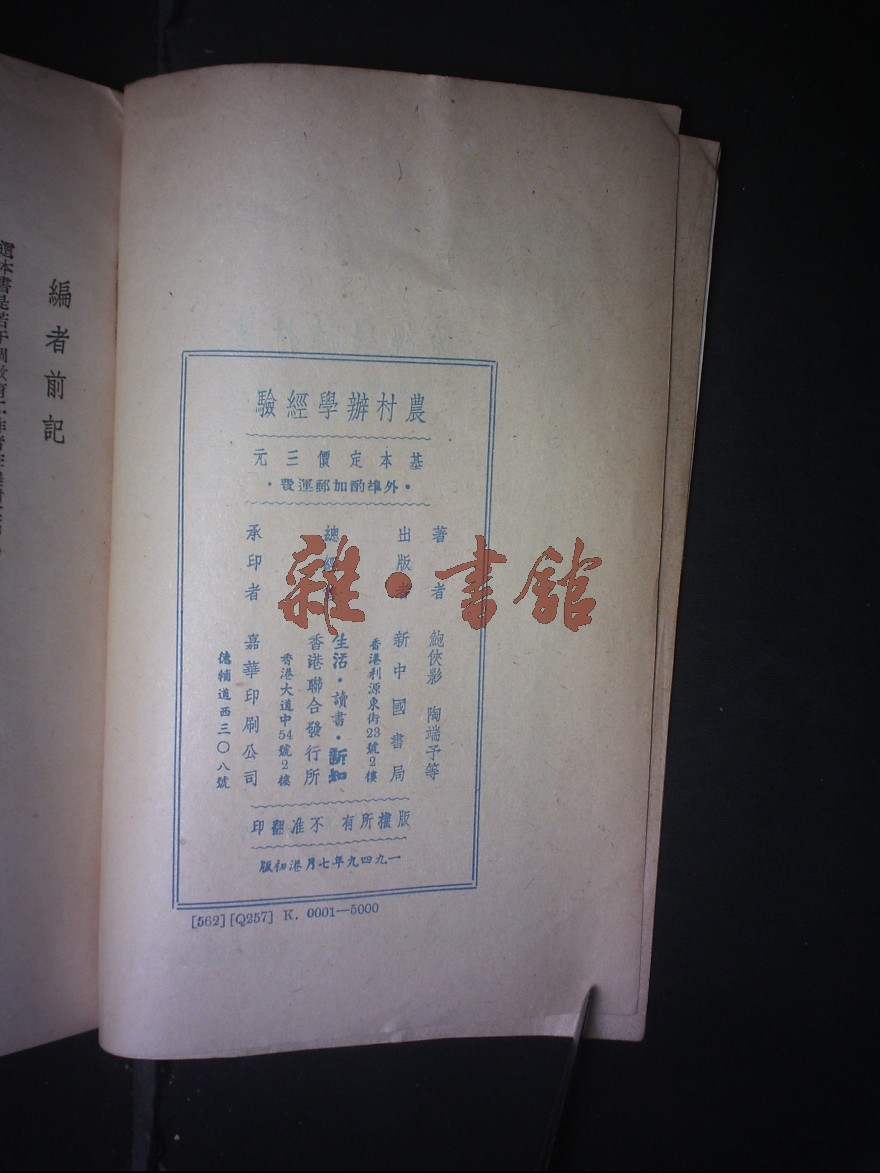 農村辦學經驗
基本定價三元
·外埠酌加郵運費·
著者 鮑俠影 陶端予等
出版者 新中國書局
香港利源東街23號2樓
總經售 生活·讀書·新知
香港聯合發行所
香港大道中54號2樓
承印者 嘉華印刷公司
德輔道西三〇八號
版權所有 不准翻印
一九四九年七月港初版
[562][Q257] K. 0001—5000
編者前記
雜·書館